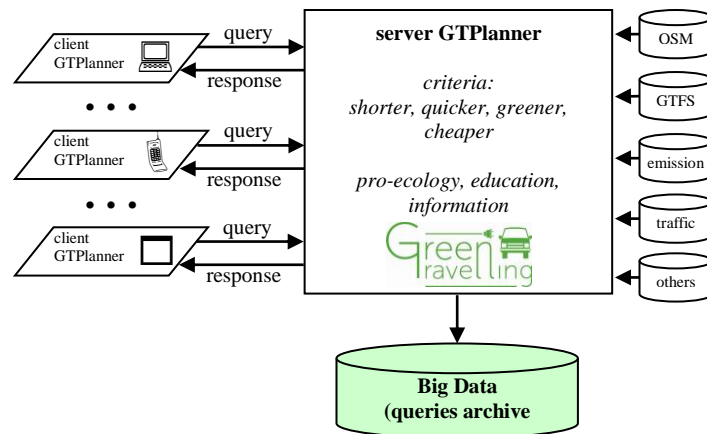 client
GTPlanner
query
response
• • •
client
GTPlanner
query
response
• • •
client
GTPlanner
query
response
server GTPlanner
criteria:
shorter, quicker, greener,
cheaper
pro-ecology, education,
information
Green
Travelling
OSM
GTFS
emission
traffic
others
Big Data
(queries archive